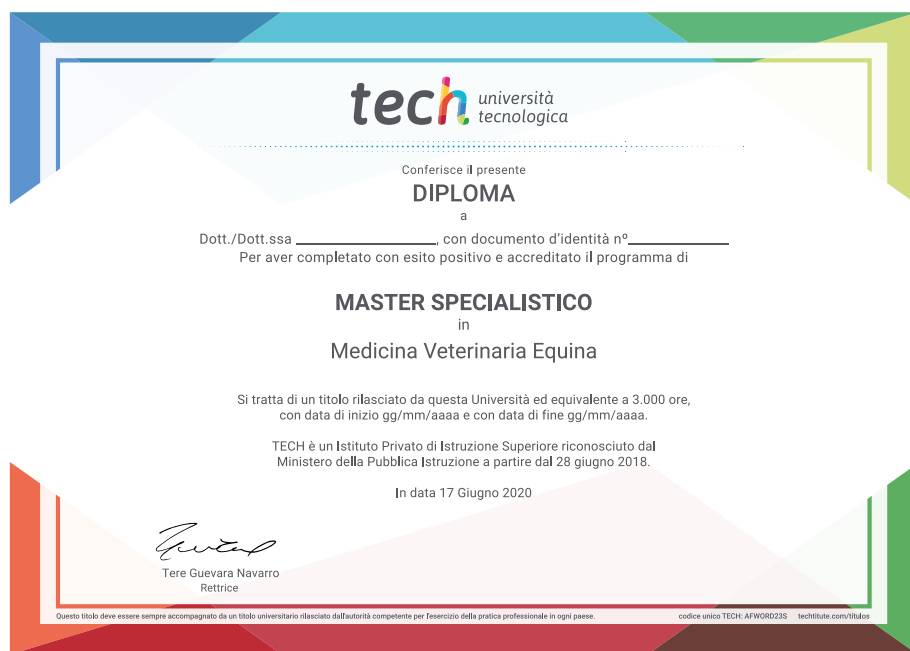 tech università
tecnologica
Conferisce il presente
DIPLOMA
a
Dott./Dott.ssa ________________, con documento d'identità nº____________
Per aver completato con esito positivo e accreditato il programma di
MASTER SPECIALISTICO
in
Medicina Veterinaria Equina
Si tratta di un titolo rilasciato da questa Università ed equivalente a 3.000 ore,
con data di inizio gg/mm/aaaa e con data di fine gg/mm/aaaa.
TECH è un Istituto Privato di Istruzione Superiore riconosciuto dal
Ministero della Pubblica Istruzione a partire dal 28 giugno 2018.
In data 17 Giugno 2020
Tere Guevara Navarro
Rettrice
Questo titolo deve essere sempre accompagnato da un titolo universitario rilasciato dall'autorità competente per l'esercizio della pratica professionale in ogni paese. codice unico TECH: AFWORD23S techtitute.com/titulos